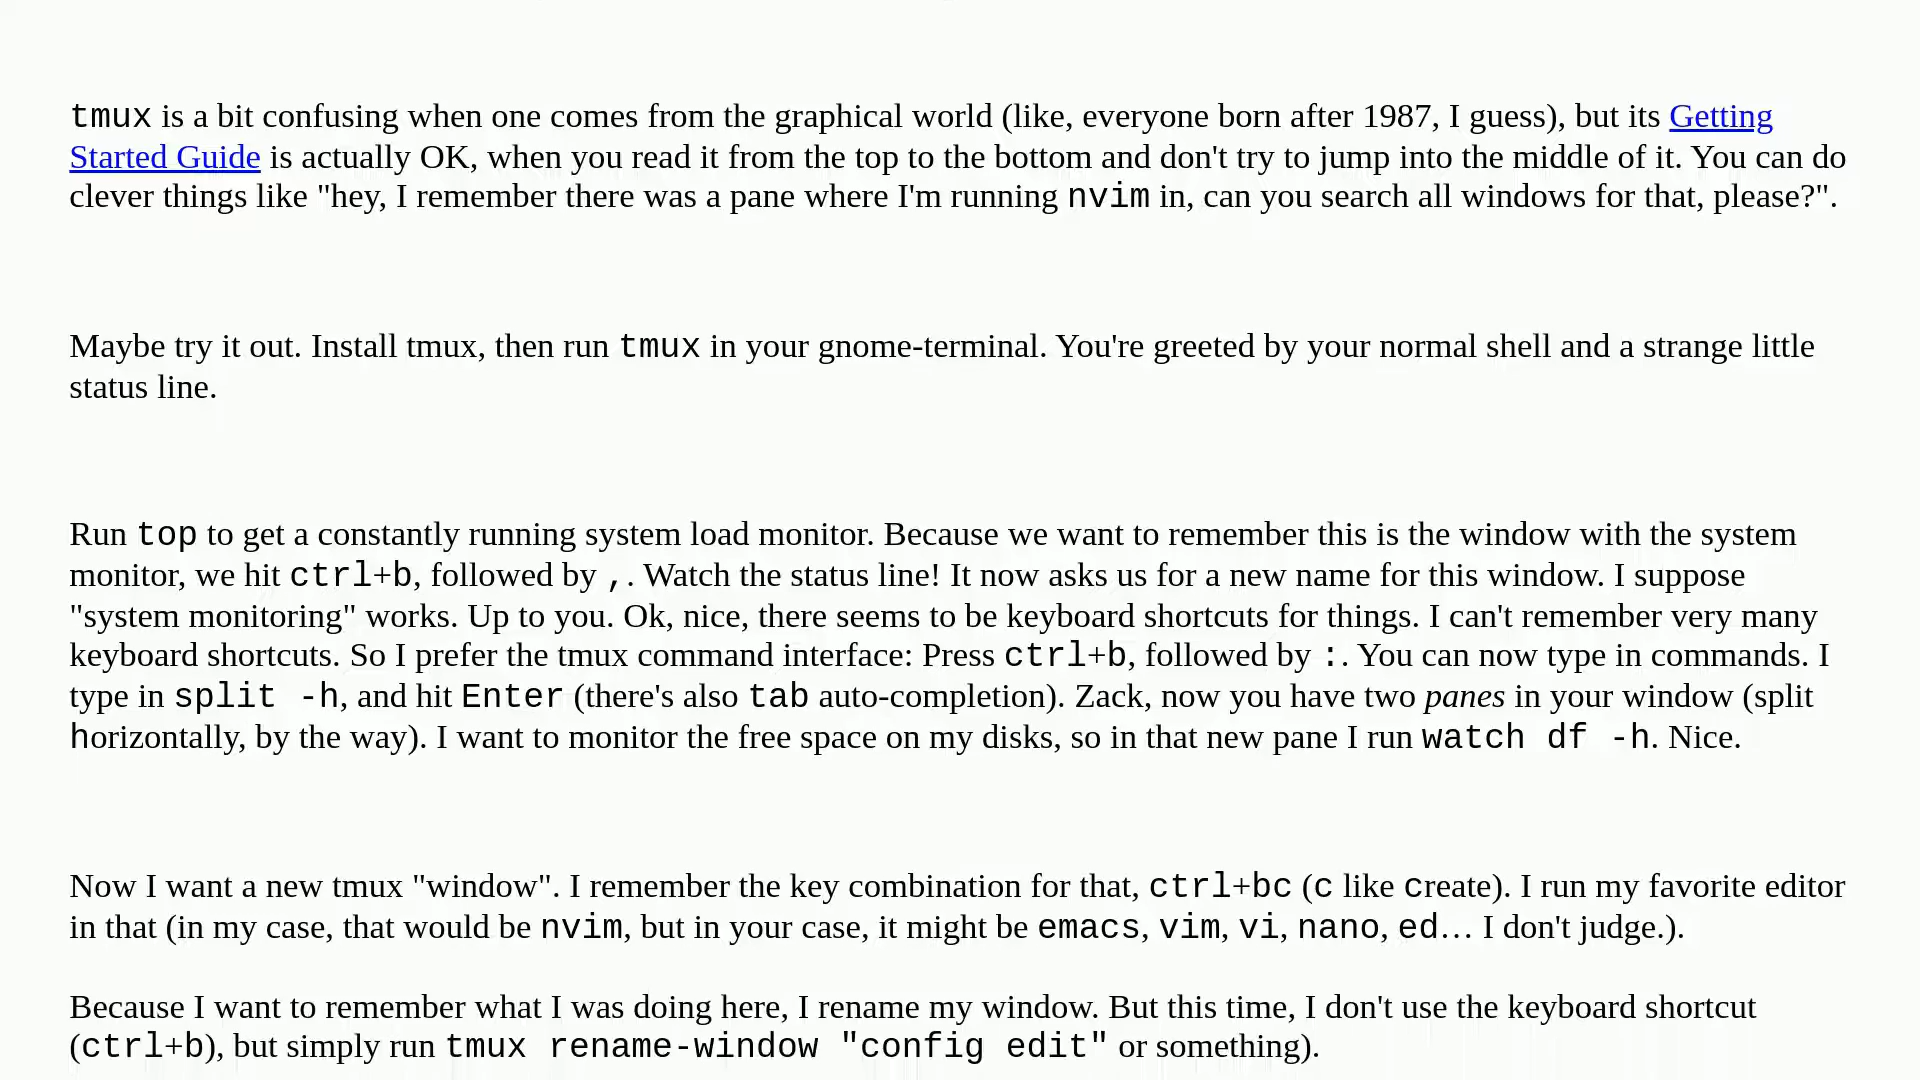 tmux is a bit confusing when one comes from the graphical world (like, everyone born after 1987, I guess), but its Getting
Started Guide is actually OK, when you read it from the top to the bottom and don't try to jump into the middle of it. You can do
clever things like "hey, I remember there was a pane where I'm running nvim in, can you search all windows for that, please?".
Maybe try it out. Install tmux, then run tmux in your gnome-terminal. You're greeted by your normal shell and a strange little
status line.
Run top to get a constantly running system load monitor. Because we want to remember this is the window with the system
monitor, we hit ctrl+b, followed by ,. Watch the status line! It now asks us for a new name for this window. I suppose
"system monitoring" works. Up to you. Ok, nice, there seems to be keyboard shortcuts for things. I can't remember very many
keyboard shortcuts. So I prefer the tmux command interface: Press ctrl+b, followed by :. You can now type in commands. I
type in split -h, and hit Enter (there's also tab auto-completion). Zack, now you have two panes in your window (split
horizontally, by the way). I want to monitor the free space on my disks, so in that new pane I run watch df -h. Nice.
Now I want a new tmux "window". I remember the key combination for that, ctrl+bc (c like create). I run my favorite editor
in that (in my case, that would be nvim, but in your case, it might be emacs, vim, vi, nano, ed… I don't judge.).
Because I want to remember what I was doing here, I rename my window. But this time, I don't use the keyboard shortcut
(ctrl+b), but simply run tmux rename-window "config edit" or something).